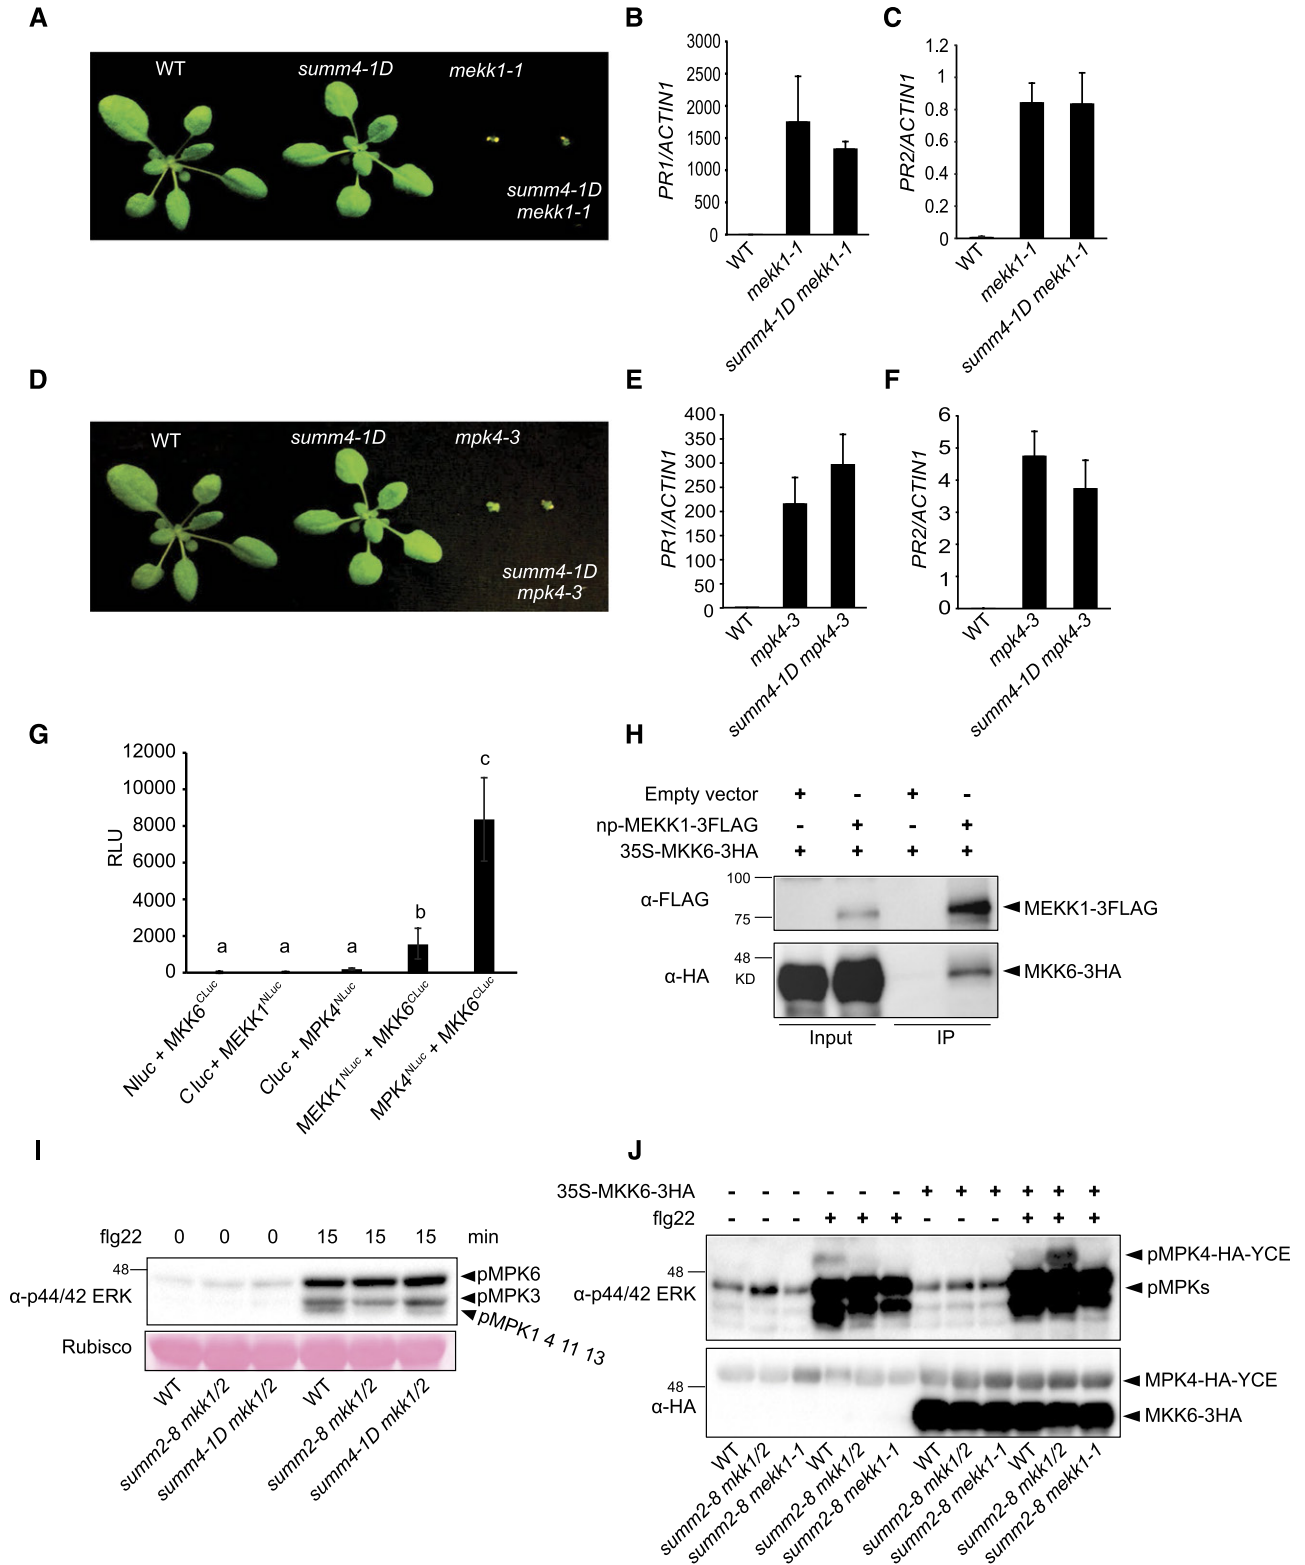 A
WT
summ4-1D
mekk1-1
summ4-1D
mekk1-1
B
PR1/ACTIN1
3000
2500
2000
1500
1000
500
0
WT
mekk1-1
summ4-1D mekk1-1
C
PR2/ACTIN1
1.2
1
0.8
0.6
0.4
0.2
0
WT
mekk1-1
summ4-1D mekk1-1
D
WT
summ4-1D
mpk4-3
summ4-1D
mpk4-3
E
PR1/ACTIN1
400
350
300
250
200
150
100
50
0
WT
mpk4-3
summ4-1D mpk4-3
F
PR2/ACTIN1
6
5
4
3
2
1
0
WT
mpk4-3
summ4-1D mpk4-3
G
RLU
12000
10000
8000
6000
4000
2000
0
a a a b c
Nluc + MKK6CLuc
Cluc+ MEKK1NLuc
Cluc + MPK4NLuc
MEKK1NLuc + MKK6CLuc
MPK4NLuc + MKK6CLuc
H
Empty vector + - + -
np-MEKK1-3FLAG - + - +
35S-MKK6-3HA + + + +
α-FLAG
100
75
MEKK1-3FLAG
α-HA
48
KD
MKK6-3HA
Input IP
I
flg22 0 0 0 15 15 15 min
48
α-p44/42 ERK
pMPK6
pMPK3
pMPK1 4 11 13
Rubisco
WT
summ2-8 mkk1/2
summ4-1D mkk1/2
WT
summ2-8 mkk1/2
summ4-1D mkk1/2
J
35S-MKK6-3HA - - - - - - + + + + + +
flg22 - - - + + + - - - + + +
48
α-p44/42 ERK
pMPK4-HA-YCE
pMPKs
48
α-HA
MPK4-HA-YCE
MKK6-3HA
WT
summ2-8 mkk1/2
summ2-8 mekk1-1
WT
summ2-8 mkk1/2
summ2-8 mekk1-1
WT
summ2-8 mkk1/2
summ2-8 mekk1-1
WT
summ2-8 mkk1/2
summ2-8 mekk1-1